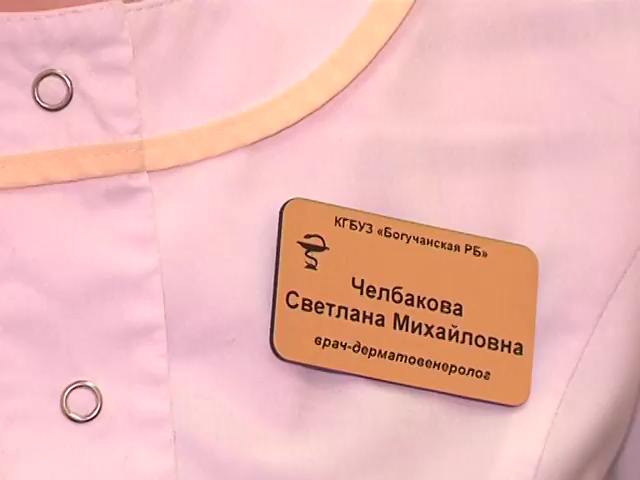 КГБУЗ «Богучанская РБ»
Челбакова
Светлана Михайловна
врач-дерматовенеролог